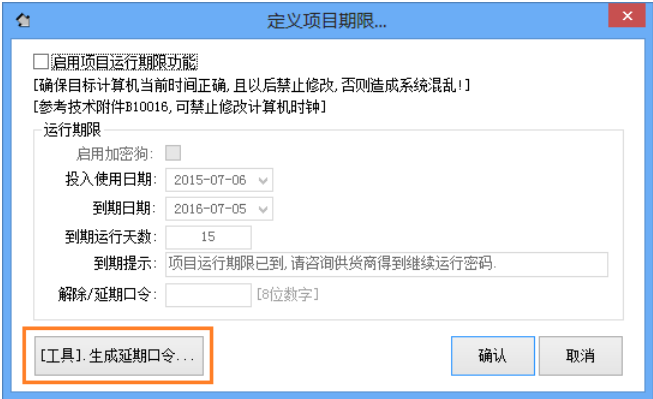 定义项目期限...
启用项目运行期限功能
[确保目标计算机当前时间正确,且以后禁止修改,否则造成系统混乱!]
[参考技术附件B10016,可禁止修改计算机时钟]
运行期限
启用加密狗:
投入使用日期: 2015-07-06
到期日期: 2016-07-05
到期运行天数: 15
到期提示: 项目运行期限已到,请咨询供货商得到继续运行密码.
解除/延期口令: [8位数字]
[工具].生成延期口令... 确认 取消